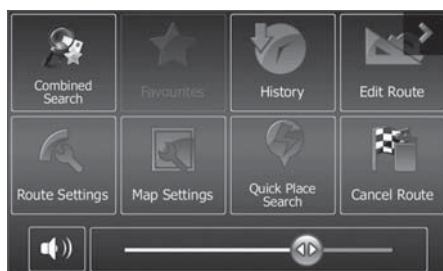 Combined
Search
Favourites
History
Edit Route
Route Settings
Map Settings
Quick Place
Search
Cancel Route